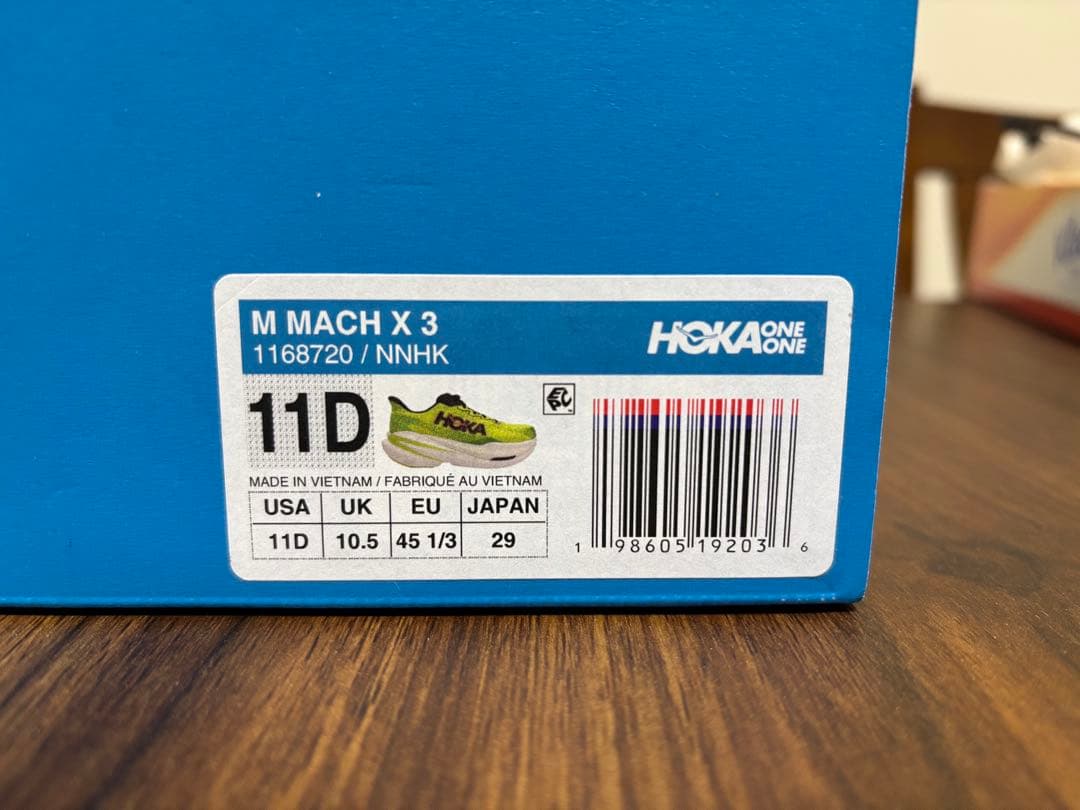 M MACH X 3
1168720 / NNHK
HOKA ONE ONE
11D
HOKA
EPC™
MADE IN VIETNAM / FABRIQUÉ AU VIETNAM
USA UK EU JAPAN
11D 10.5 45 1/3 29
1 98605 19203 6